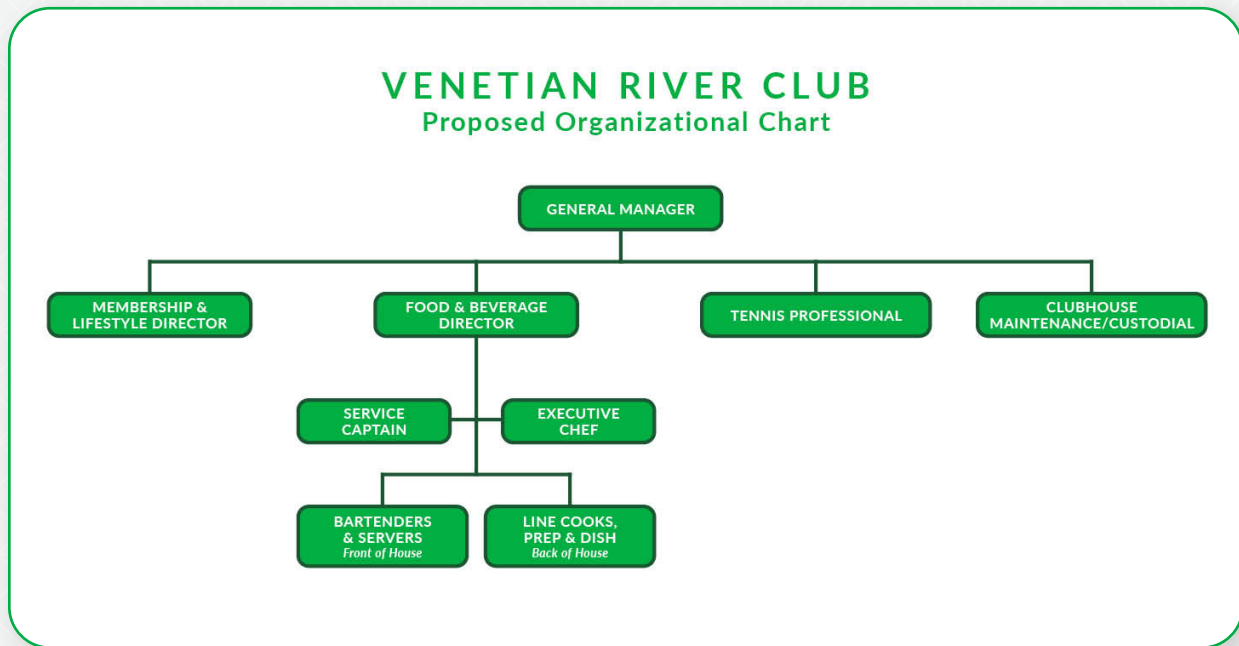 VENETIAN RIVER CLUB
Proposed Organizational Chart
GENERAL MANAGER
MEMBERSHIP &
LIFESTYLE DIRECTOR
FOOD & BEVERAGE
DIRECTOR
TENNIS PROFESSIONAL
CLUBHOUSE
MAINTENANCE/CUSTODIAL
SERVICE
CAPTAIN
EXECUTIVE
CHEF
BARTENDERS
& SERVERS
Front of House
LINE COOKS,
PREP & DISH
Back of House